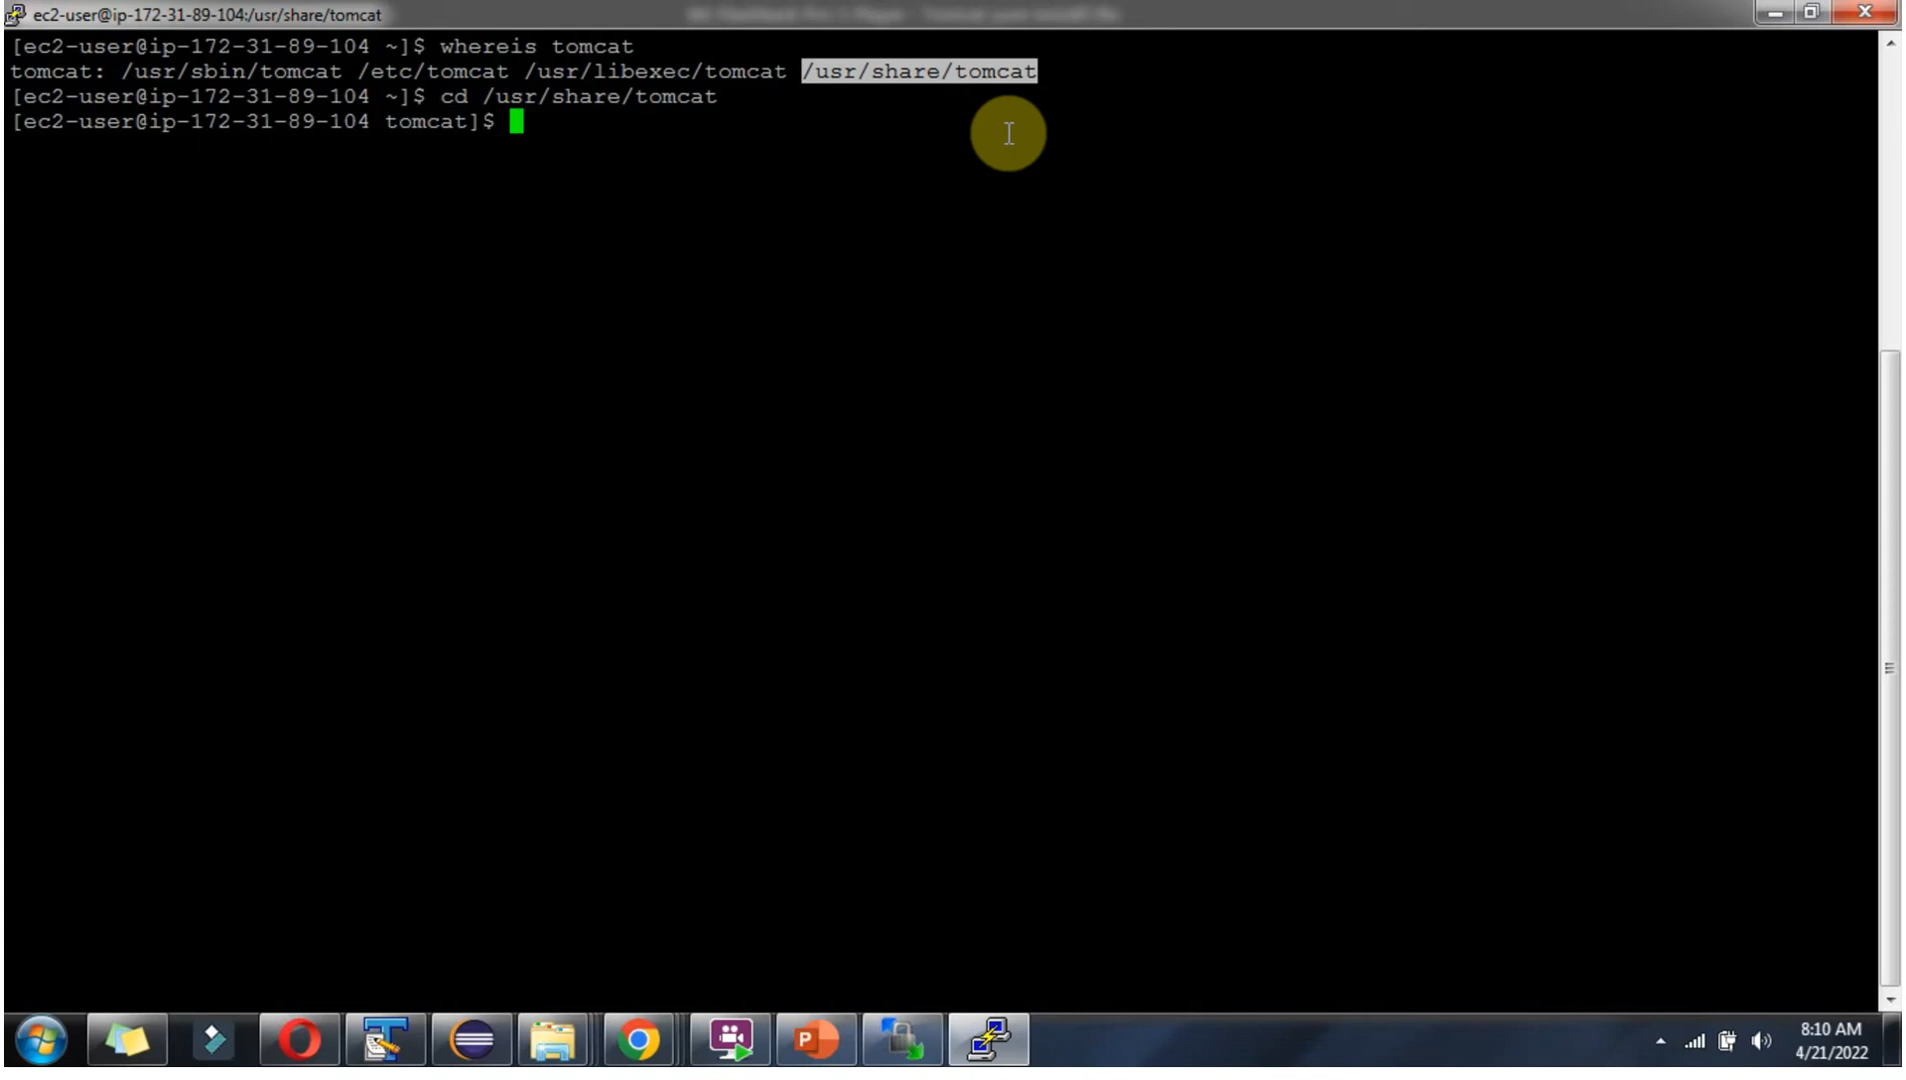 ec2-user@ip-172-31-89-104:/usr/share/tomcat
[ec2-user@ip-172-31-89-104 ~]$ whereis tomcat
tomcat: /usr/sbin/tomcat /etc/tomcat /usr/libexec/tomcat /usr/share/tomcat
[ec2-user@ip-172-31-89-104 ~]$ cd /usr/share/tomcat
[ec2-user@ip-172-31-89-104 tomcat]$
8:10 AM
4/21/2022